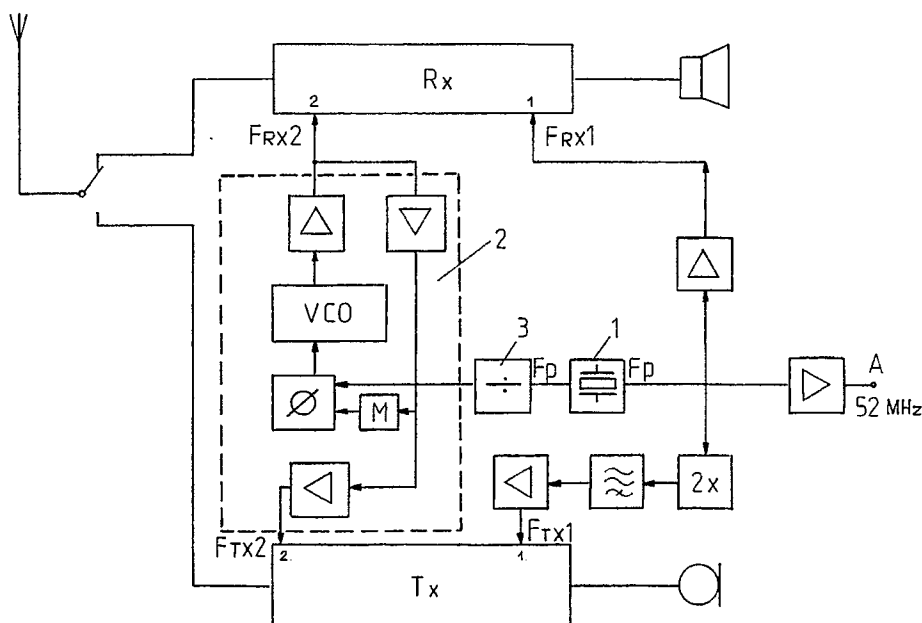 Rx
2
1
FRX2
FRX1
2
VCO
3
1
Fp
Fp
A
÷
Ø
M
52 MHz
2x
FTX2
FTX1
2.
1.
Tx